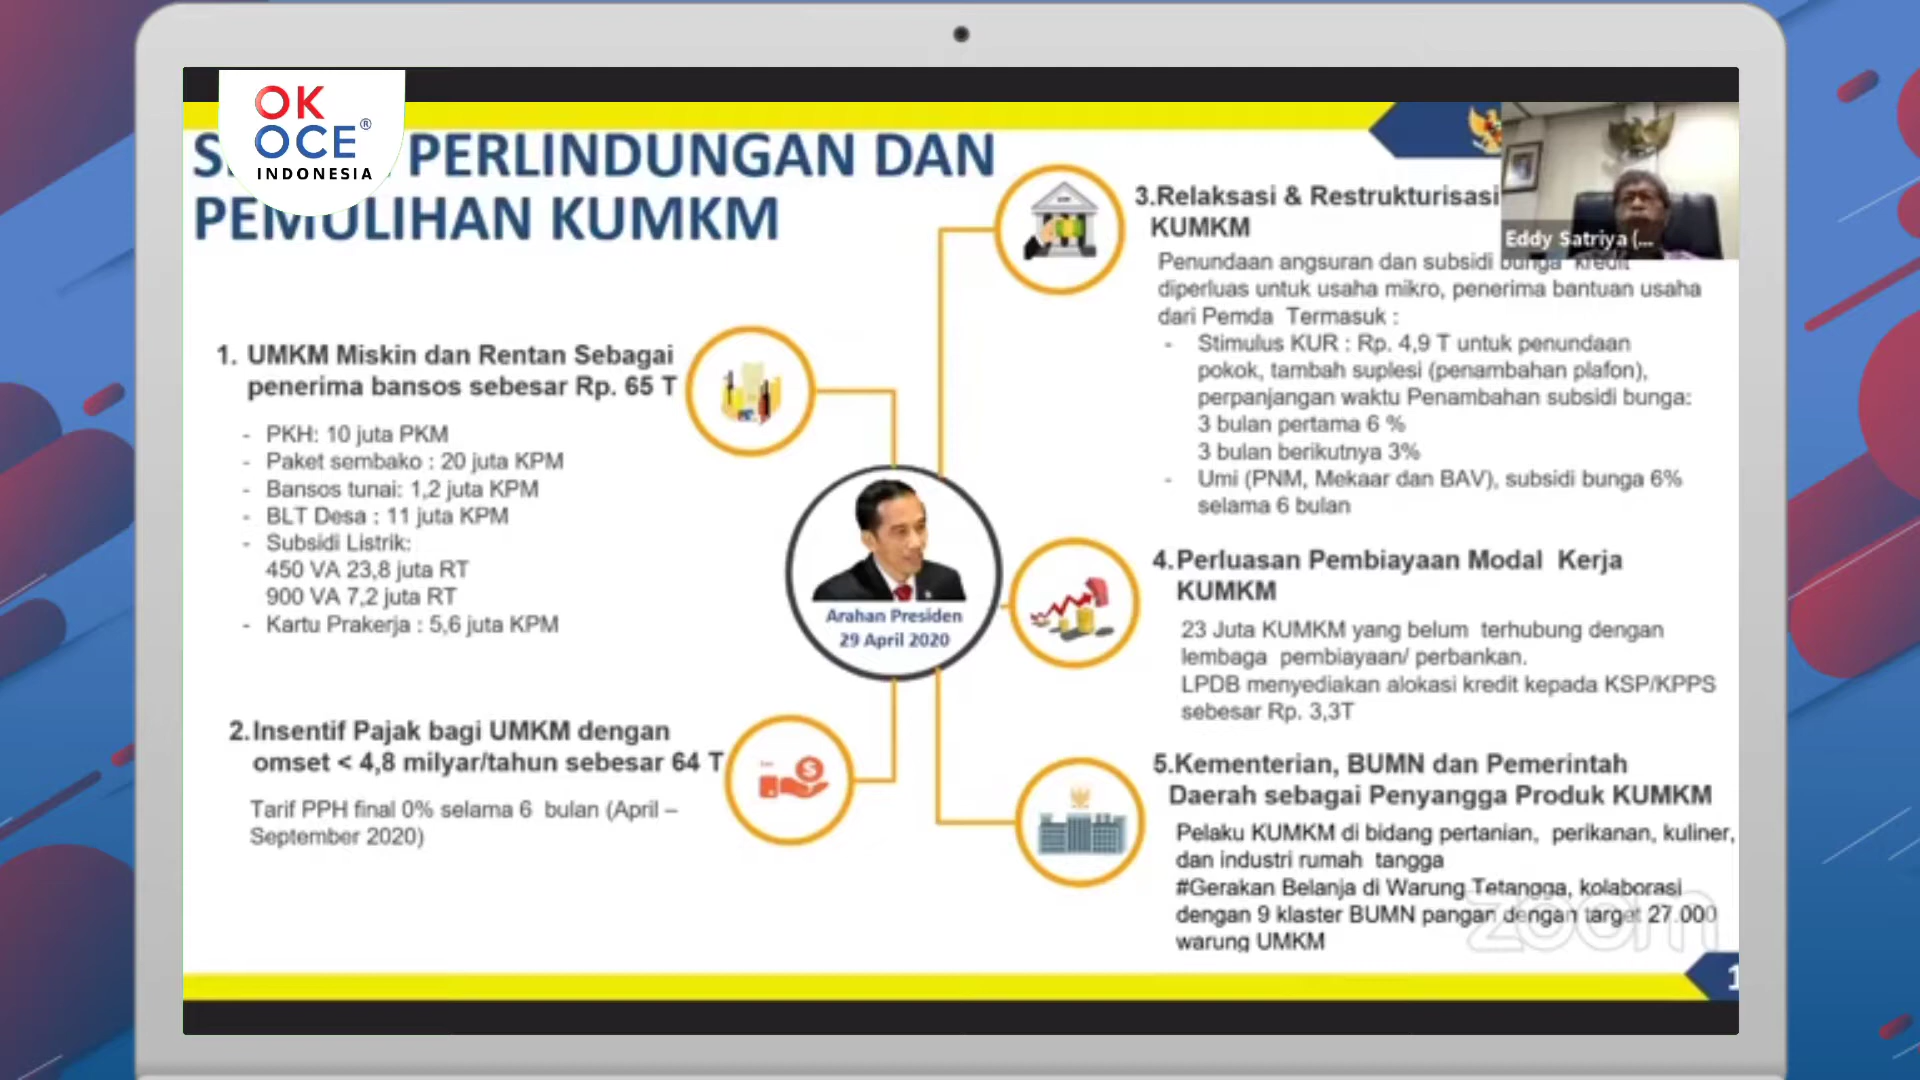 OK
OCE®
INDONESIA
PERLINDUNGAN DAN
PEMULIHAN KUMKM
1. UMKM Miskin dan Rentan Sebagai
penerima bansos sebesar Rp. 65 T
- PKH: 10 juta PKM
- Paket sembako : 20 juta KPM
- Bansos tunai: 1,2 juta KPM
- BLT Desa : 11 juta KPM
- Subsidi Listrik:
450 VA 23,8 juta RT
900 VA 7,2 juta RT
- Kartu Prakerja : 5,6 juta KPM
2.Insentif Pajak bagi UMKM dengan
omset < 4,8 milyar/tahun sebesar 64 T
Tarif PPH final 0% selama 6 bulan (April –
September 2020)
Arahan Presiden
29 April 2020
3.Relaksasi & Restrukturisasi
KUMKM
Penundaan angsuran dan subsidi bunga kredit
diperluas untuk usaha mikro, penerima bantuan usaha
dari Pemda Termasuk :
- Stimulus KUR : Rp. 4,9 T untuk penundaan
pokok, tambah suplesi (penambahan plafon),
perpanjangan waktu Penambahan subsidi bunga:
3 bulan pertama 6 %
3 bulan berikutnya 3%
- Umi (PNM, Mekaar dan BAV), subsidi bunga 6%
selama 6 bulan
4.Perluasan Pembiayaan Modal Kerja
KUMKM
23 Juta KUMKM yang belum terhubung dengan
lembaga pembiayaan/ perbankan.
LPDB menyediakan alokasi kredit kepada KSP/KPPS
sebesar Rp. 3,3T
5.Kementerian, BUMN dan Pemerintah
Daerah sebagai Penyangga Produk KUMKM
Pelaku KUMKM di bidang pertanian, perikanan, kuliner,
dan industri rumah tangga
#Gerakan Belanja di Warung Tetangga, kolaborasi
dengan 9 klaster BUMN pangan dengan target 27.000
warung UMKM
Eddy Satriya (...
zoom